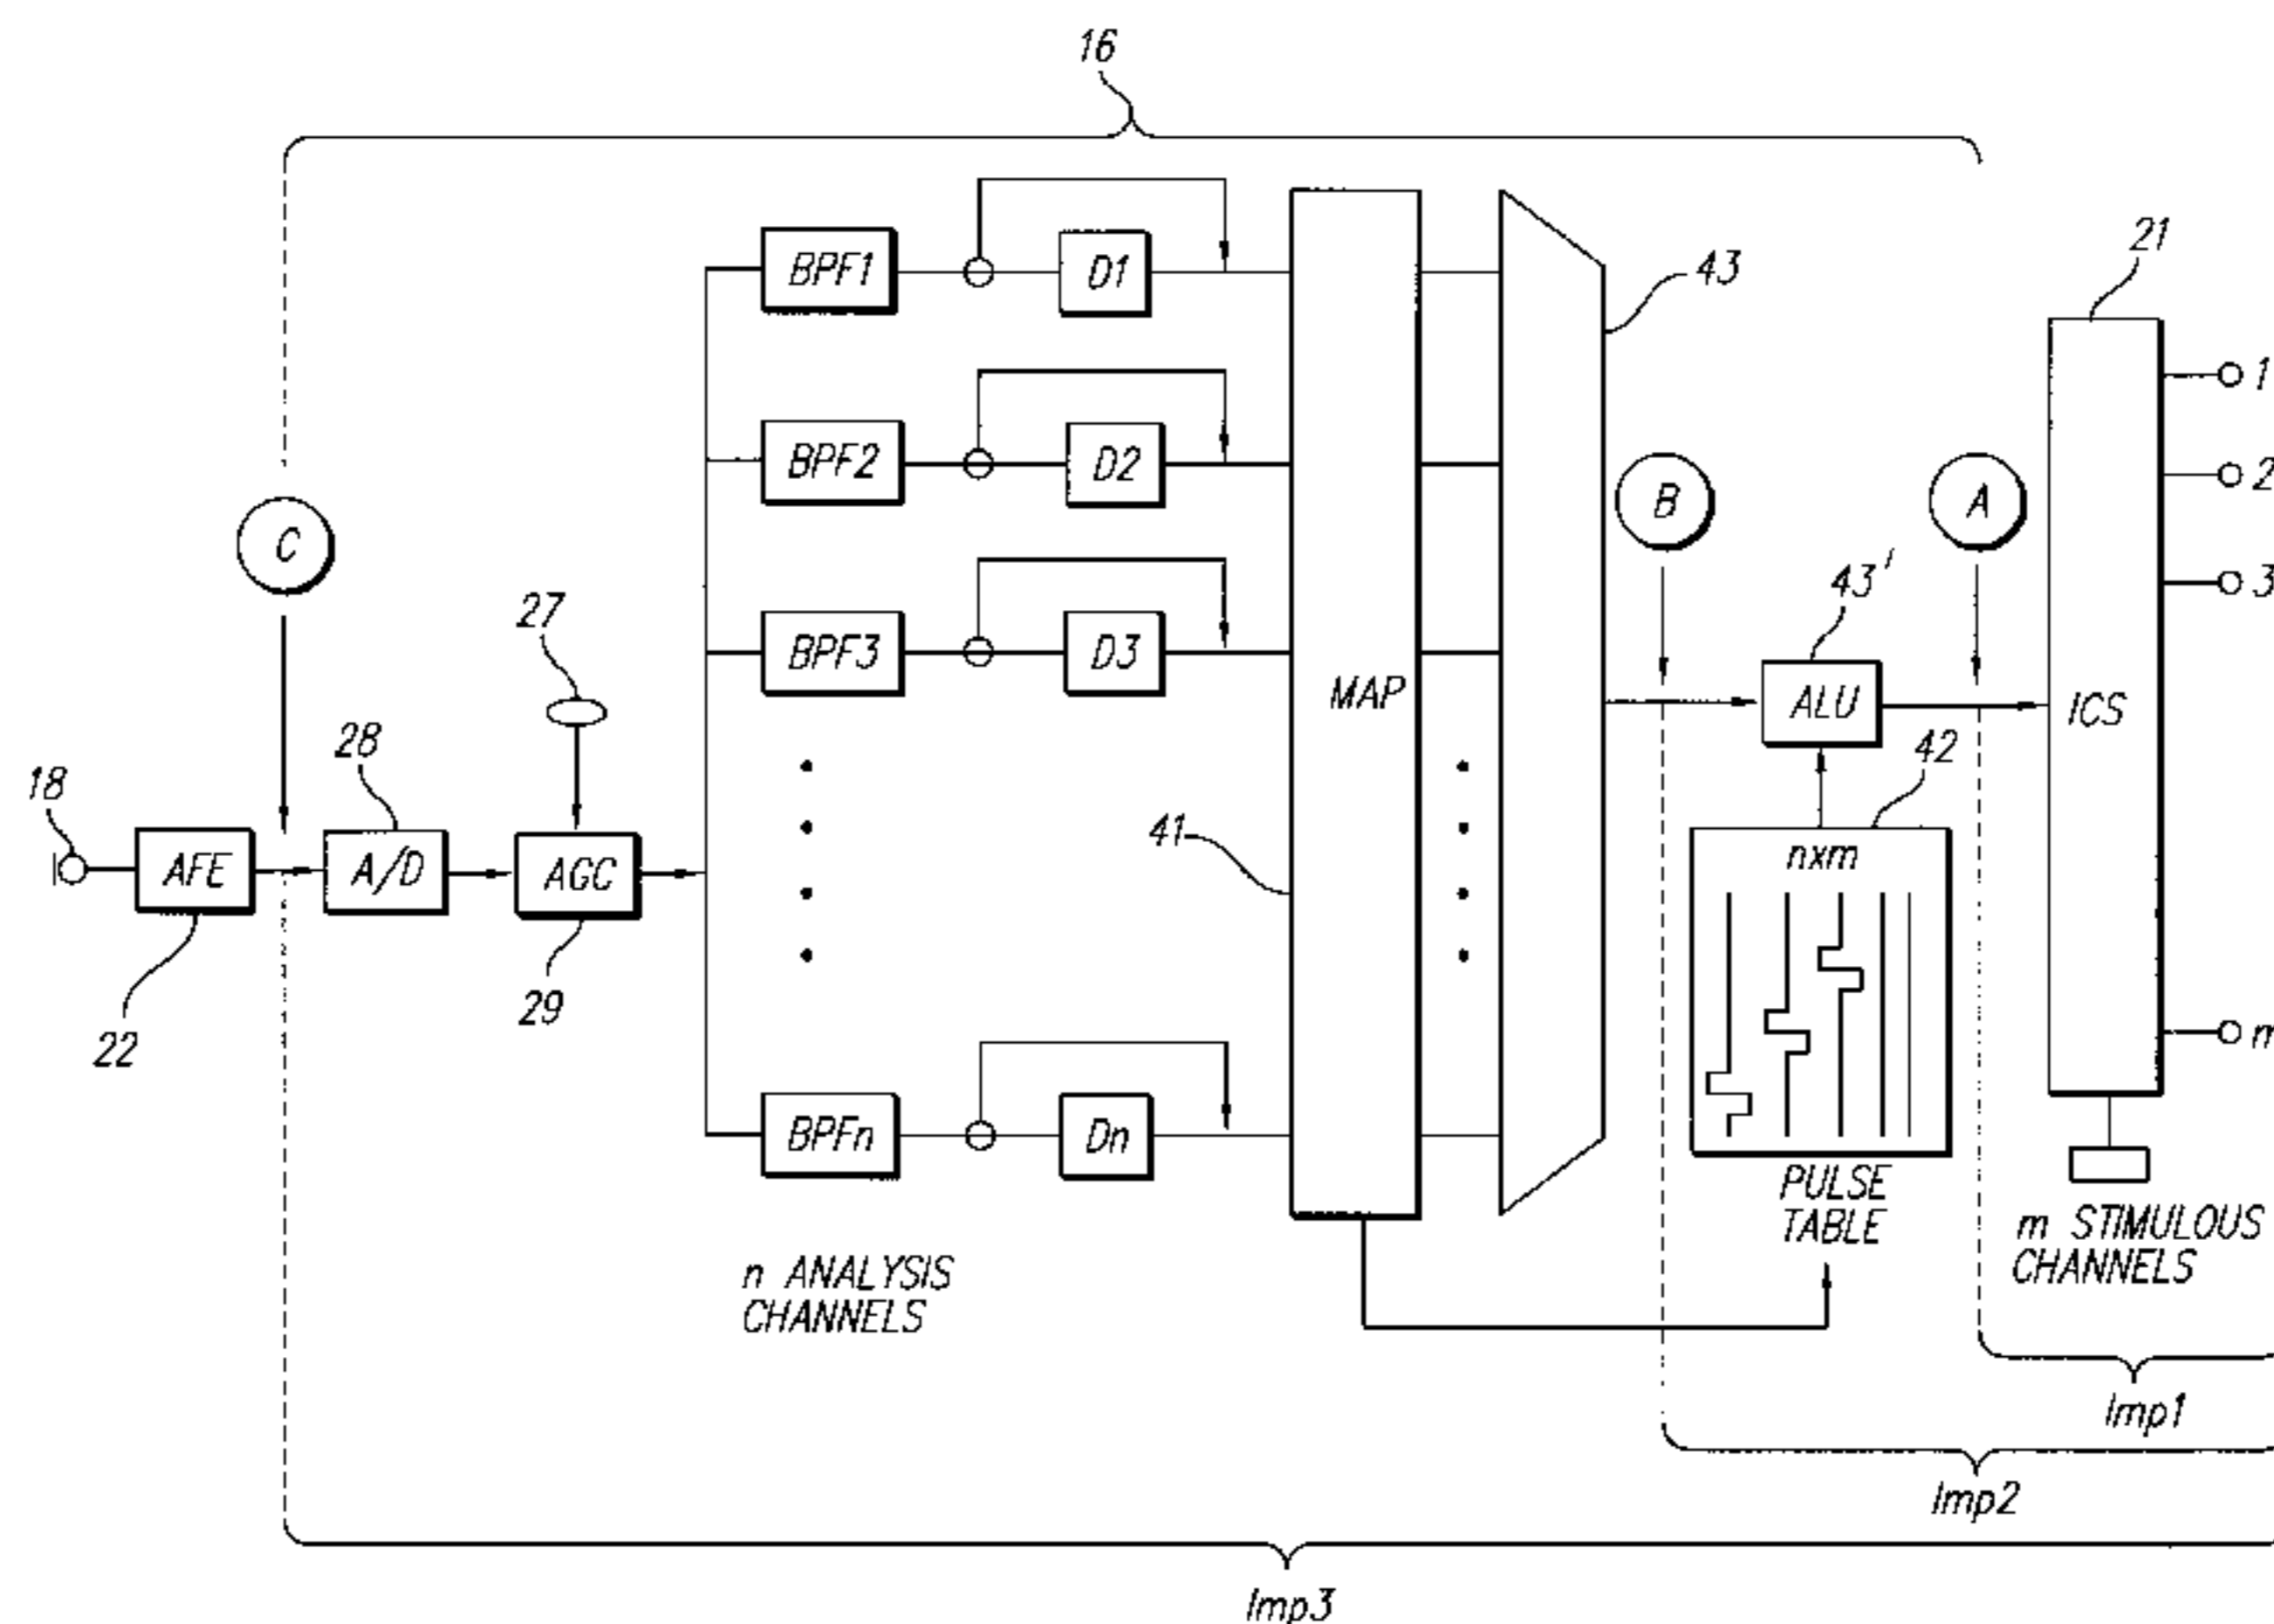 16
21
BPF1
D1
43
1
BPF2
D2
2
C
B
A
BPF3
D3
3
27
43'
MAP
ALU
ICS
28
42
18
41
nxm
AFE
A/D
AGC
22
29
m
BPFn
Dn
PULSE
TABLE
m STIMULOUS
CHANNELS
n ANALYSIS
CHANNELS
Imp1
Imp2
Imp3